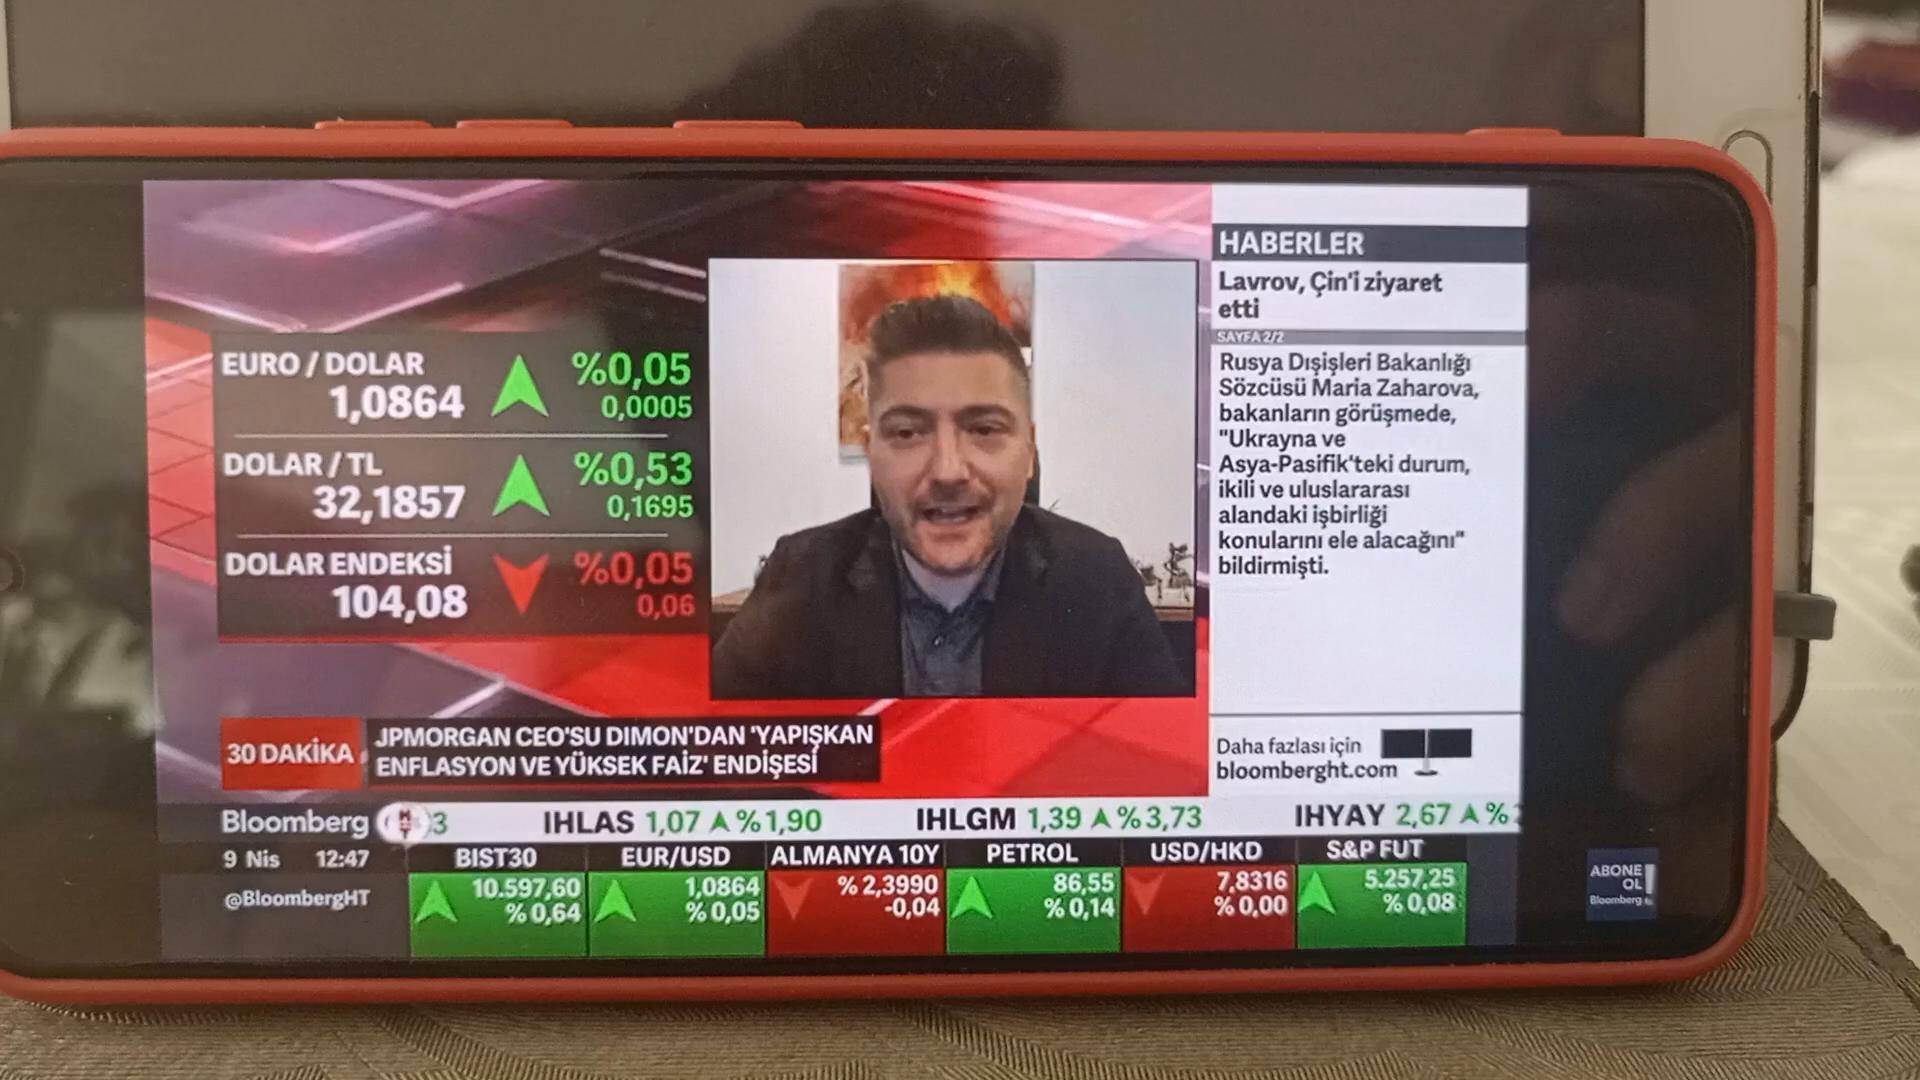 EURO / DOLAR
1,0864
%0,05
0,0005
DOLAR / TL
32,1857
%0,53
0,1695
DOLAR ENDEKSİ
104,08
%0,05
0,06
HABERLER
Lavrov, Çin'i ziyaret
etti
SAYFA 2/2
Rusya Dışişleri Bakanlığı
Sözcüsü Maria Zaharova,
bakanların görüşmede,
"Ukrayna ve
Asya-Pasifik'teki durum,
ikili ve uluslararası
alandaki işbirliği
konularını ele alacağını"
bildirmişti.
Daha fazlası için
bloomberght.com
30 DAKİKA
JPMORGAN CEO'SU DIMON'DAN 'YAPIŞKAN
ENFLASYON VE YÜKSEK FAİZ' ENDİŞESİ
Bloomberg 3 IHLAS 1,07 %1,90 IHLGM 1,39 %3,73 IHYAY 2,67 %
9 Nis 12:47
@BloombergHT
BIST30
10.597,60
% 0,64
EUR/USD
1,0864
% 0,05
ALMANYA 10Y
% 2,3990
-0,04
PETROL
86,55
% 0,14
USD/HKD
7,8316
% 0,00
S&P FUT
5.257,25
% 0,08
ABONE
OL
Bloomberg